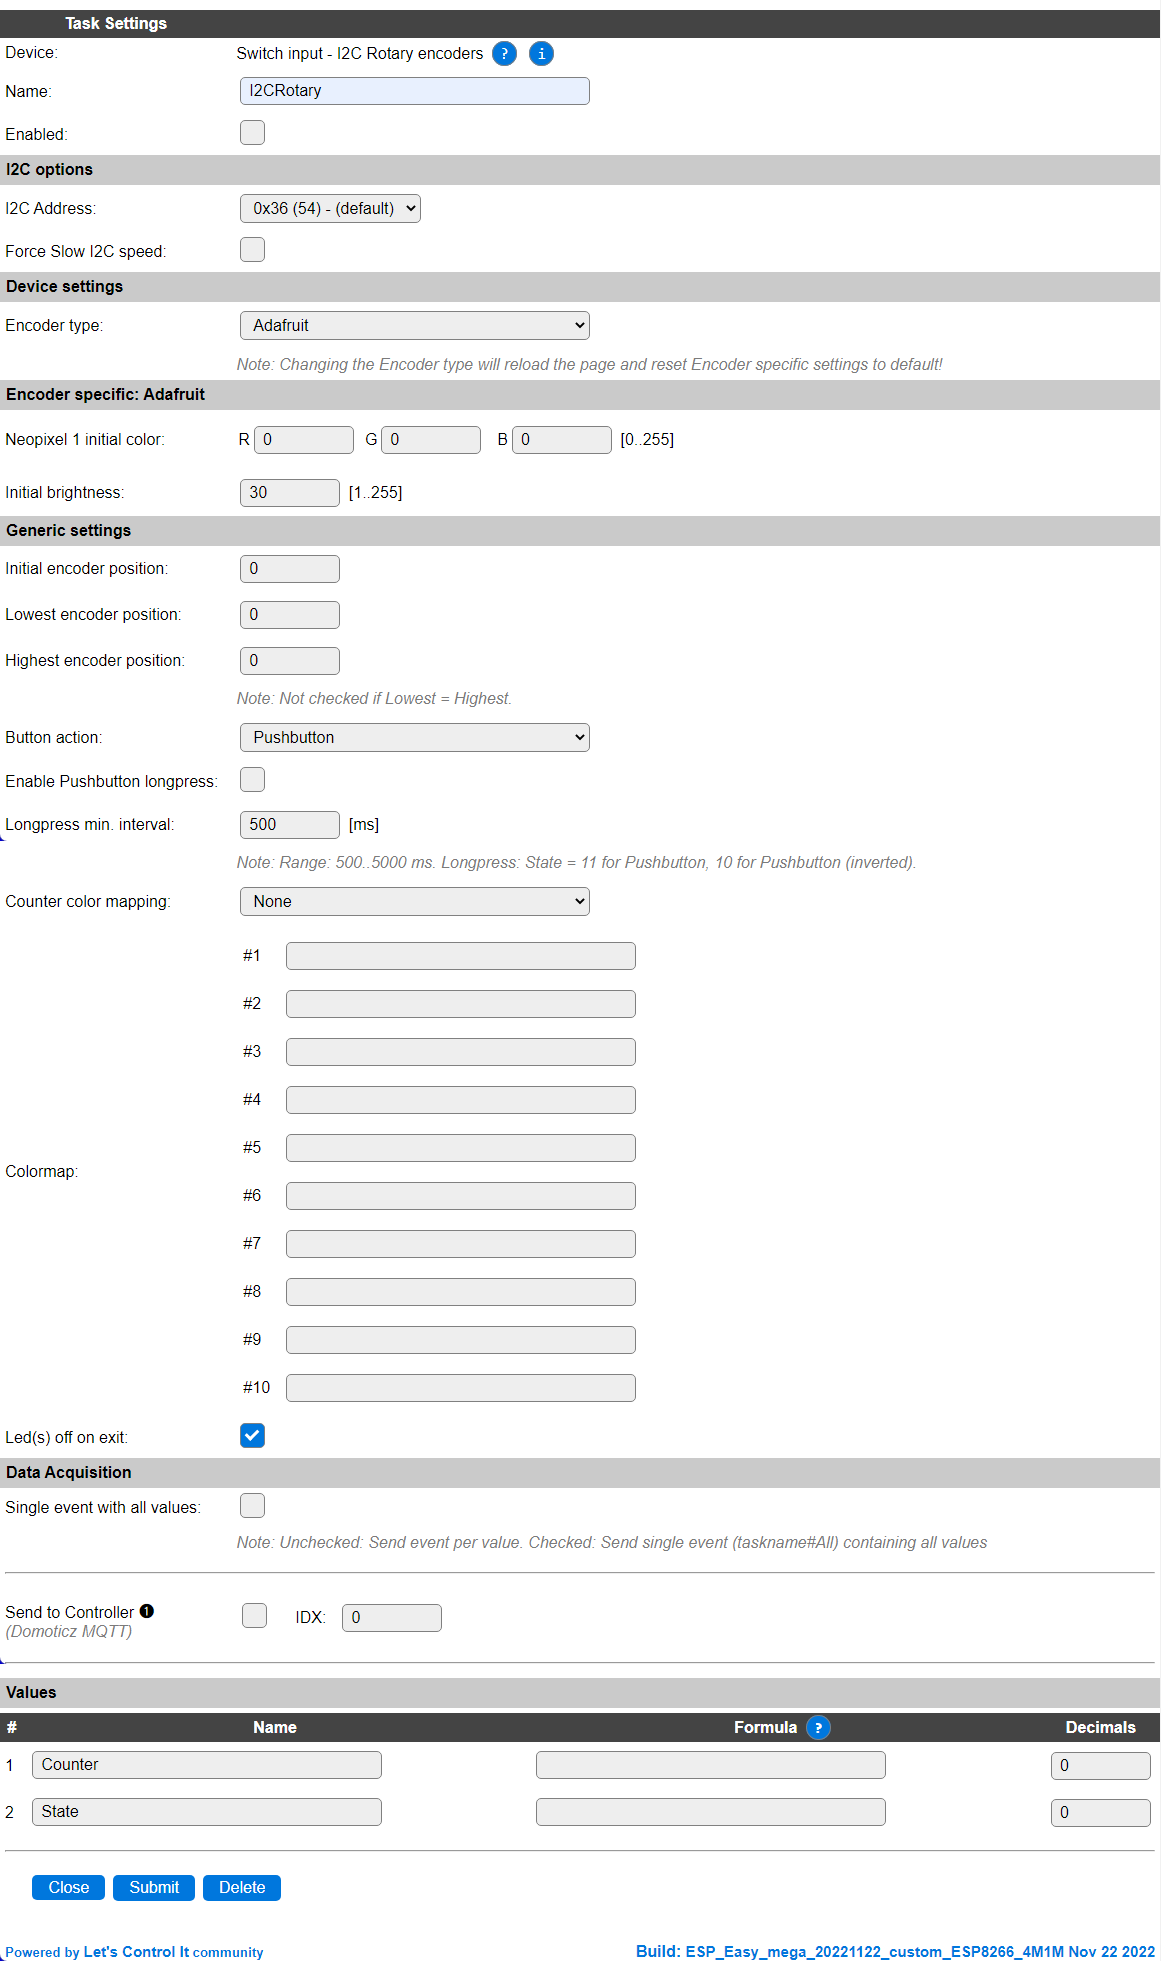 Task Settings
Device: Switch input - I2C Rotary encoders ? i
Name: I2CRotary
Enabled:
I2C options
I2C Address: 0x36 (54) - (default)
Force Slow I2C speed:
Device settings
Encoder type: Adafruit
Note: Changing the Encoder type will reload the page and reset Encoder specific settings to default!
Encoder specific: Adafruit
Neopixel 1 initial color: R 0 G 0 B 0 [0..255]
Initial brightness: 30 [1..255]
Generic settings
Initial encoder position: 0
Lowest encoder position: 0
Highest encoder position: 0
Note: Not checked if Lowest = Highest.
Button action: Pushbutton
Enable Pushbutton longpress:
Longpress min. interval: 500 [ms]
Note: Range: 500..5000 ms. Longpress: State = 11 for Pushbutton, 10 for Pushbutton (inverted).
Counter color mapping: None
#1
#2
#3
#4
#5
Colormap:
#6
#7
#8
#9
#10
Led(s) off on exit:
Data Acquisition
Single event with all values:
Note: Unchecked: Send event per value. Checked: Send single event (taskname#All) containing all values
Send to Controller ❶ IDX: 0
(Domoticz MQTT)
Values
# Name Formula ? Decimals
1 Counter 0
2 State 0
Close Submit Delete
Powered by Let's Control It community
Build: ESP_Easy_mega_20221122_custom_ESP8266_4M1M Nov 22 2022